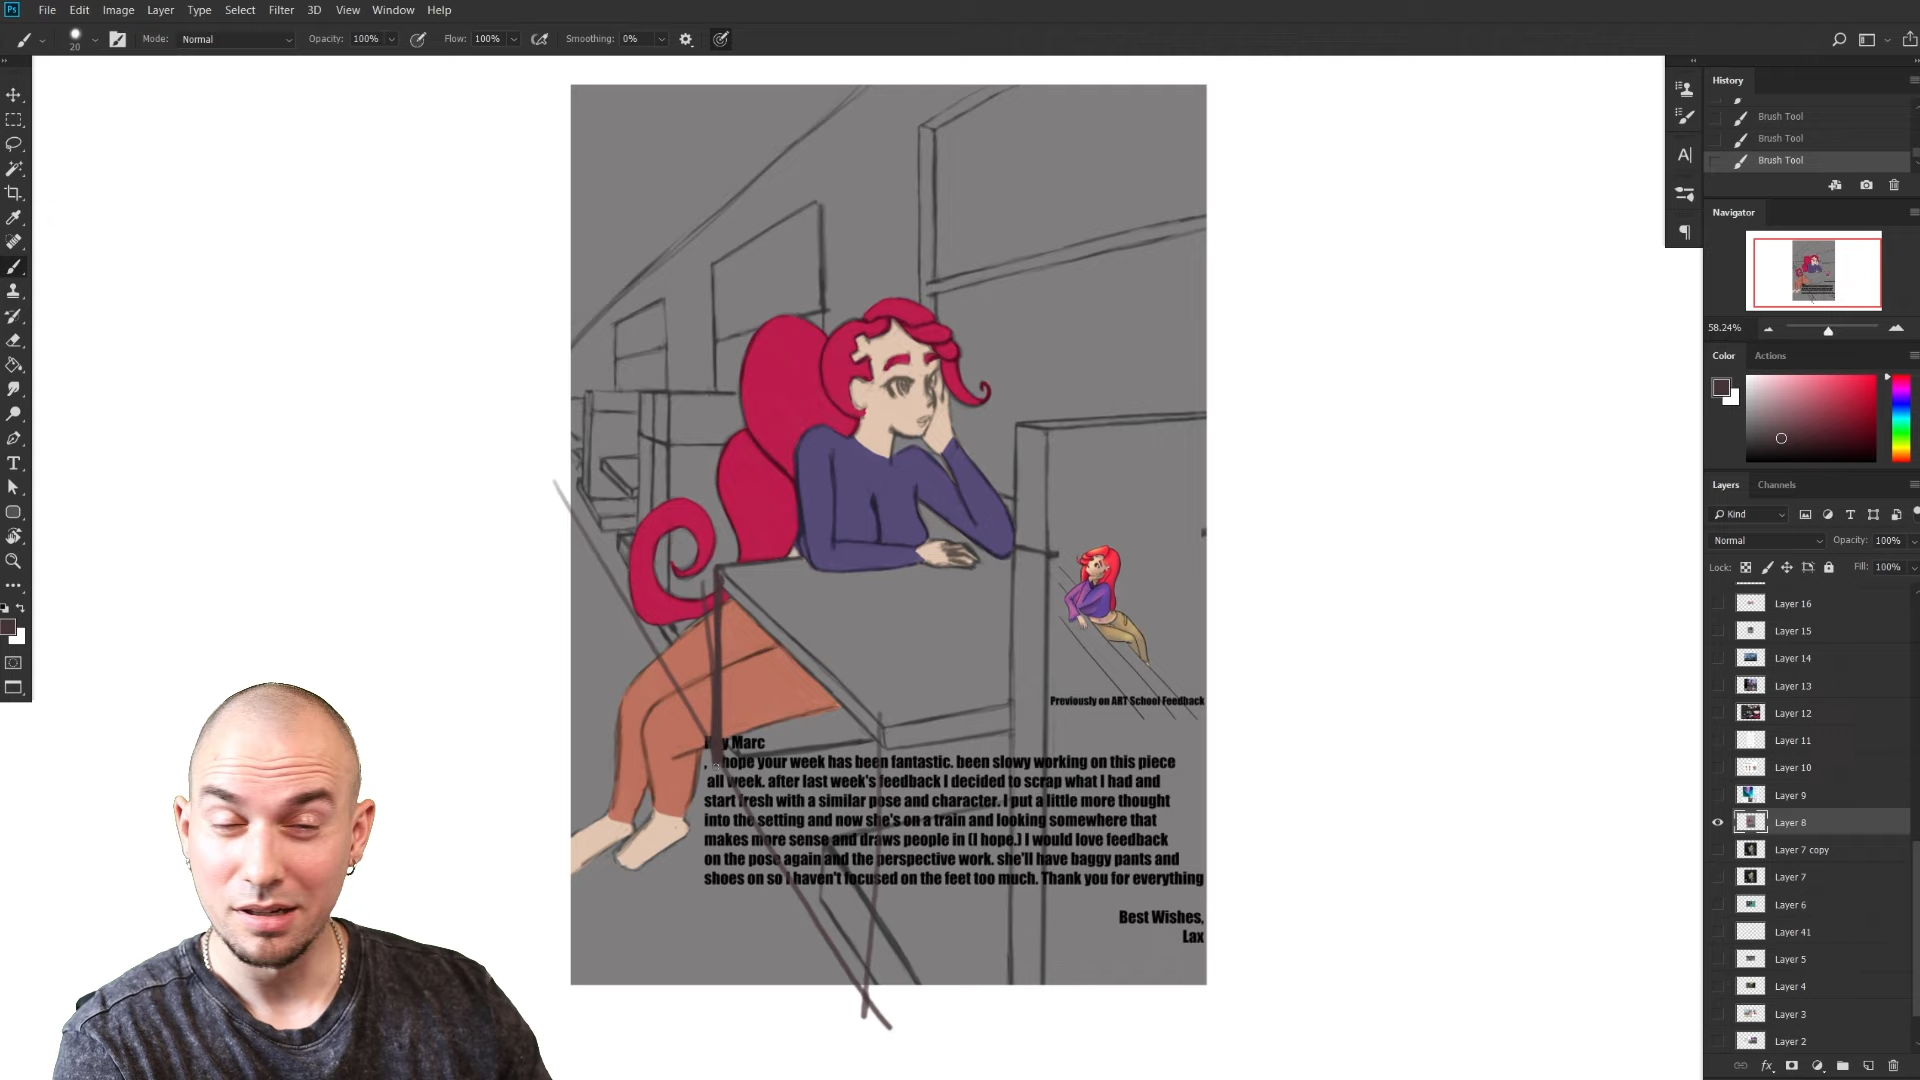 Ps File Edit Image Layer Type Select Filter 3D View Window Help
20 Mode: Normal Opacity: 100% Flow: 100% Smoothing: 0%
History
Brush Tool
Brush Tool
Brush Tool
Navigator
58.24%
Color Actions
Layers Channels
Kind
Normal Opacity: 100%
Lock: Fill: 100%
Layer 16
Layer 15
Layer 14
Layer 13
Layer 12
Layer 11
Layer 10
Layer 9
Layer 8
Layer 7 copy
Layer 7
Layer 6
Layer 41
Layer 5
Layer 4
Layer 3
Layer 2
Previously on ART School Feedback
Marc
, hope your week has been fantastic. been slowy working on this piece
all week. after last week's feedback I decided to scrap what I had and
start fresh with a similar pose and character. I put a little more thought
into the setting and now she's on a train and looking somewhere that
makes more sense and draws people in (I hope.) I would love feedback
on the pose again and the perspective work. she'll have baggy pants and
shoes on so I haven't focused on the feet too much. Thank you for everything
Best Wishes,
Lax